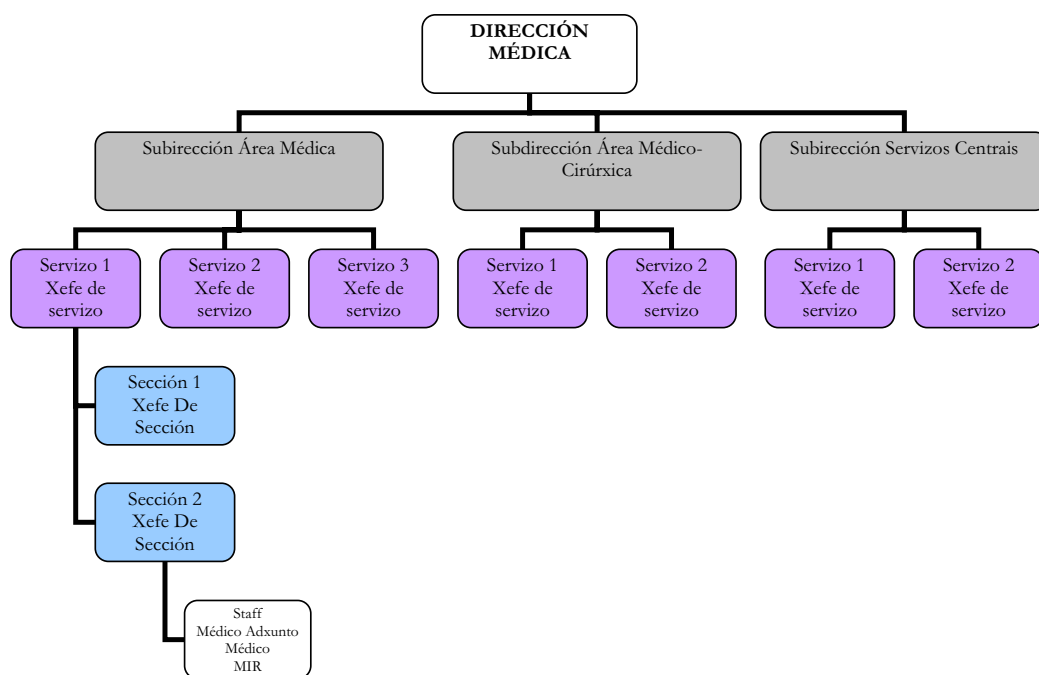 DIRECCIÓN
MÉDICA
Subirección Área Médica
Subdirección Área Médico-
Cirúrxica
Subirección Servizos Centrais
Servizo 1
Xefe de
servizo
Servizo 2
Xefe de
servizo
Servizo 3
Xefe de
servizo
Servizo 1
Xefe de
servizo
Servizo 2
Xefe de
servizo
Servizo 1
Xefe de
servizo
Servizo 2
Xefe de
servizo
Sección 1
Xefe De
Sección
Sección 2
Xefe De
Sección
Staff
Médico Adxunto
Médico
MIR